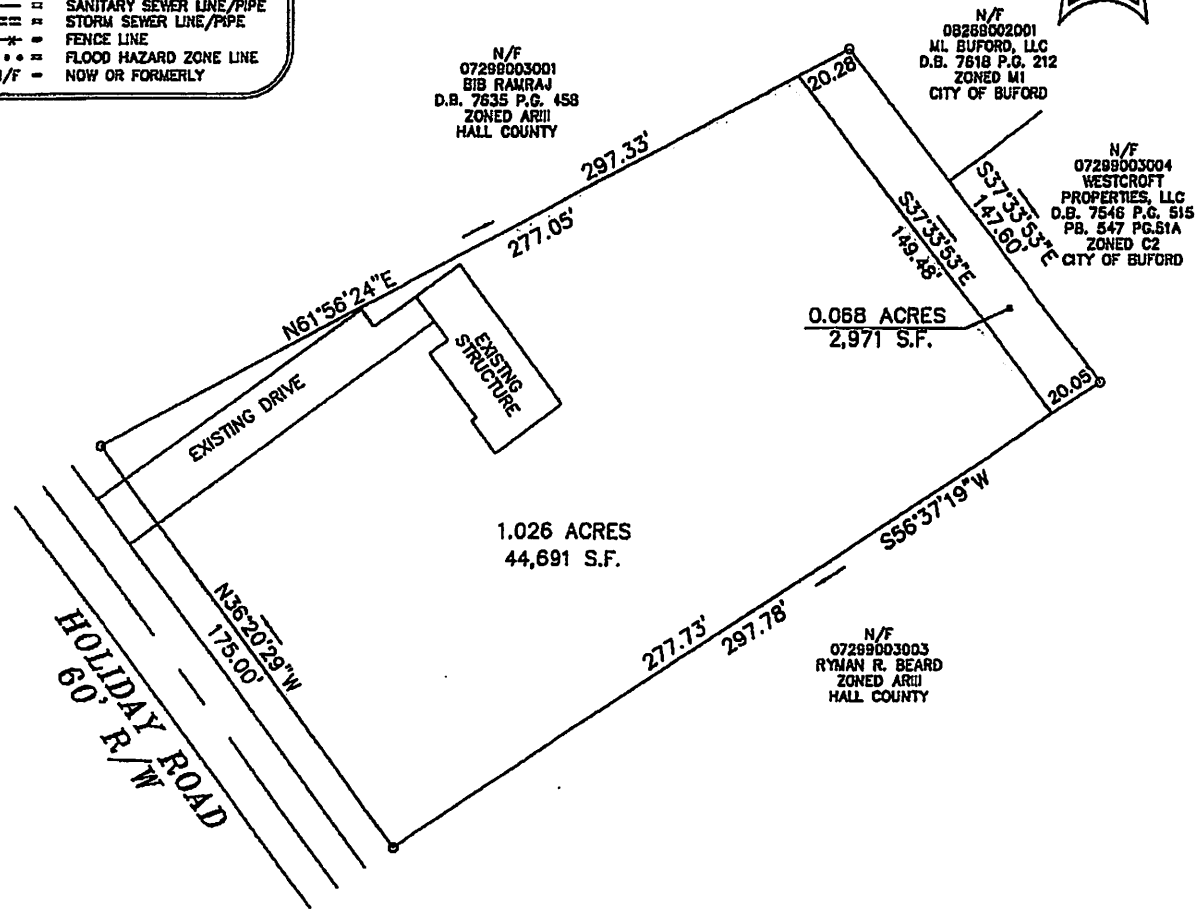 SANITARY SEWER LINE/PIPE
STORM SEWER LINE/PIPE
FENCE LINE
FLOOD HAZARD ZONE LINE
/F = NOW OR FORMERLY
N/F
07299003001
BIB RAMRAJ
D.B. 7635 P.G. 458
ZONED ARIII
HALL COUNTY
N/F
08268002001
ML BUFORD, LLC
D.B. 7618 P.G. 212
ZONED M1
CITY OF BUFORD
N/F
07299003004
WESTCROFT
PROPERTIES, LLC
D.B. 7546 P.G. 515
PB. 547 PG.51A
ZONED C2
CITY OF BUFORD
20.28
297.33'
277.05'
N61°56'24"E
S37°33'53"E
147.60'
S37°33'53"E
149.48'
0.068 ACRES
2,971 S.F.
20.05
EXISTING DRIVE
EXISTNG
STRUCTURE
1.026 ACRES
44,691 S.F.
S56°37'19"W
277.73'
297.78'
N36°20'29"W
175.00'
HOLIDAY ROAD
60' R/W
N/F
07299003003
RYMAN R. BEARD
ZONED ARIII
HALL COUNTY